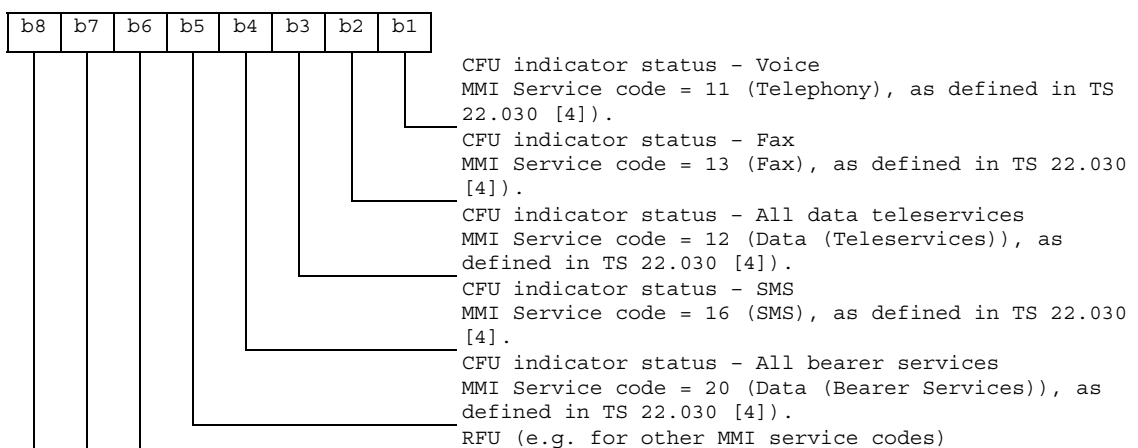 b8 b7 b6 b5 b4 b3 b2 b1
CFU indicator status – Voice
MMI Service code = 11 (Telephony), as defined in TS
22.030 [4]).
CFU indicator status – Fax
MMI Service code = 13 (Fax), as defined in TS 22.030
[4]).
CFU indicator status – All data teleservices
MMI Service code = 12 (Data (Teleservices)), as
defined in TS 22.030 [4]).
CFU indicator status – SMS
MMI Service code = 16 (SMS), as defined in TS 22.030
[4].
CFU indicator status – All bearer services
MMI Service code = 20 (Data (Bearer Services)), as
defined in TS 22.030 [4]).
RFU (e.g. for other MMI service codes)